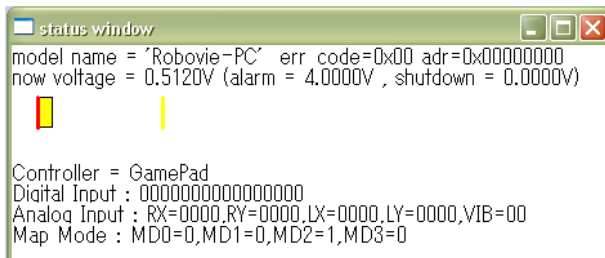 status window
model name = 'Robovie-PC' err code=0x00 adr=0x00000000
now voltage = 0.5120V (alarm = 4.0000V , shutdown = 0.0000V)
Controller = GamePad
Digital Input : 0000000000000000
Analog Input : RX=0000,RY=0000,LX=0000,LY=0000,VIB=00
Map Mode : MD0=0,MD1=0,MD2=1,MD3=0